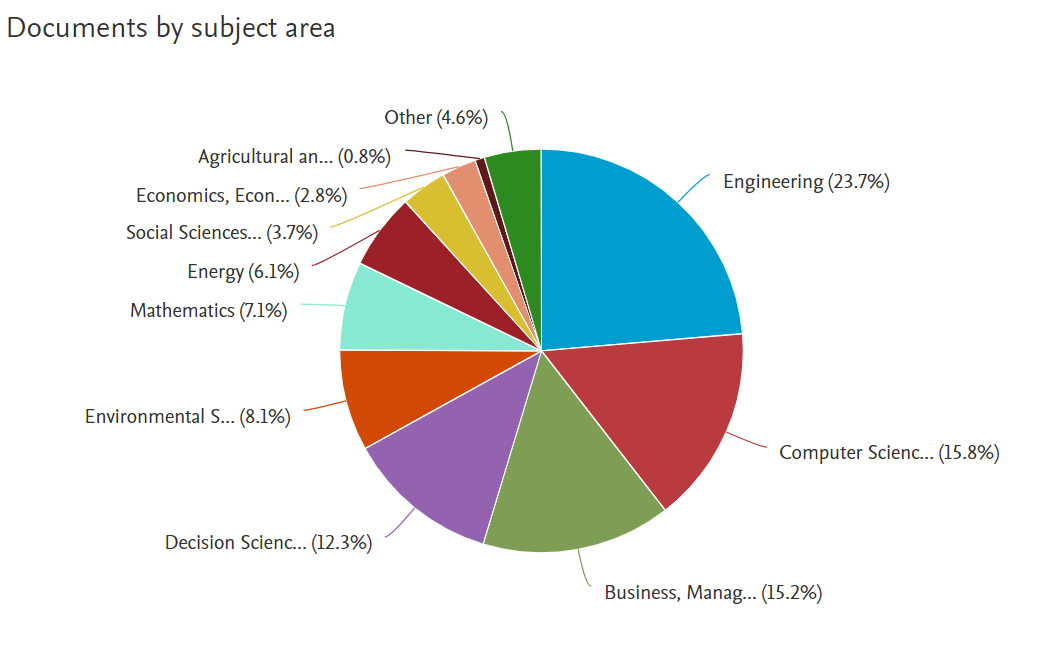 Documents by subject area
Other (4.6%)
Agricultural an... (0.8%)
Economics, Econ... (2.8%)
Social Sciences... (3.7%)
Energy (6.1%)
Mathematics (7.1%)
Environmental S... (8.1%)
Decision Scienc... (12.3%)
Engineering (23.7%)
Computer Scienc... (15.8%)
Business, Manag... (15.2%)